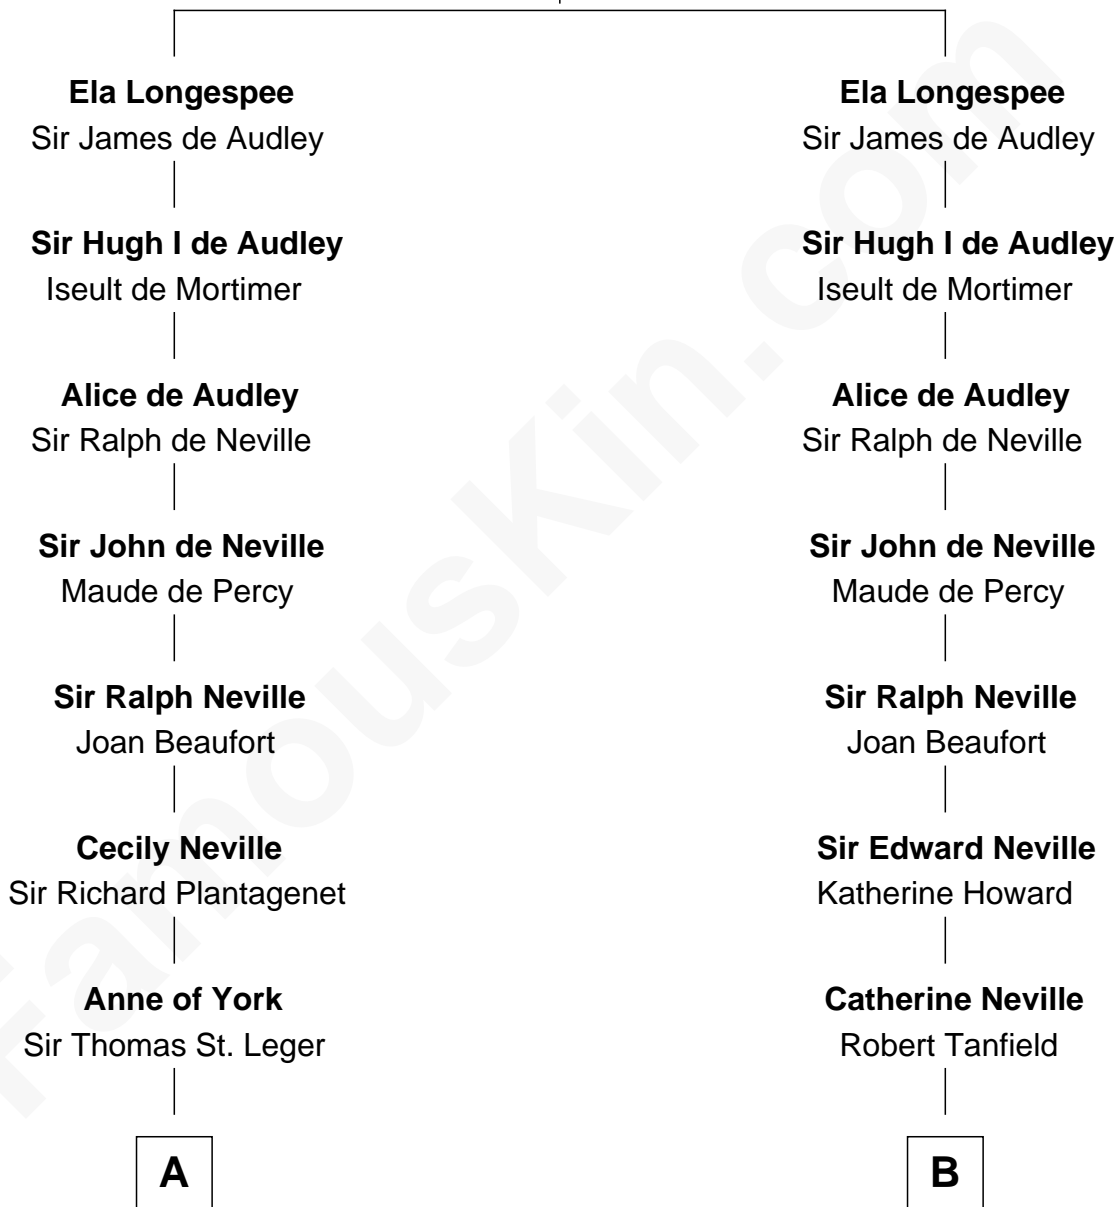 Ela Longespee
Sir James de Audley
Sir Hugh I de Audley
Iseult de Mortimer
Alice de Audley
Sir Ralph de Neville
Sir John de Neville
Maude de Percy
Sir Ralph Neville
Joan Beaufort
Cecily Neville
Sir Richard Plantagenet
Anne of York
Sir Thomas St. Leger
A
Ela Longespee
Sir James de Audley
Sir Hugh I de Audley
Iseult de Mortimer
Alice de Audley
Sir Ralph de Neville
Sir John de Neville
Maude de Percy
Sir Ralph Neville
Joan Beaufort
Sir Edward Neville
Katherine Howard
Catherine Neville
Robert Tanfield
B
FamousKin.com